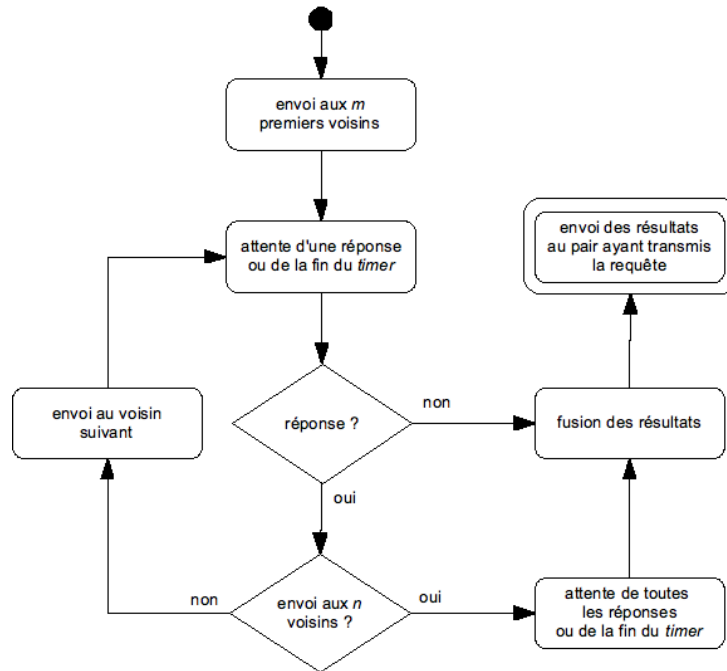 envoi aux m
premiers voisins
attente d'une réponse
ou de la fin du timer
envoi des résultats
au pair ayant transmis
la requête
envoi au voisin
suivant
réponse ?
non
fusion des résultats
oui
non
envoi aux n
voisins ?
oui
attente de toutes
les réponses
ou de la fin du timer